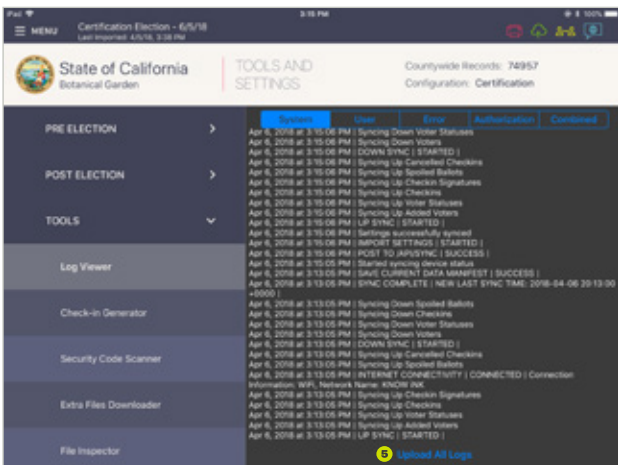 iPad
3:15 PM
100%
MENU
Certification Election - 6/5/18
Last Imported: 4/5/18, 3:38 PM
State of California
Botanical Garden
TOOLS AND
SETTINGS
Countywide Records: 74957
Configuration: Certification
PRE ELECTION
POST ELECTION
TOOLS
Log Viewer
Check-in Generator
Security Code Scanner
Extra Files Downloader
File Inspector
System User Error Authorization Combined
Apr 6, 2018 at 3:15:06 PM | Syncing Down Voter Statuses
Apr 6, 2018 at 3:15:06 PM | Syncing Down Voters
Apr 6, 2018 at 3:15:06 PM | DOWN SYNC | STARTED |
Apr 6, 2018 at 3:15:06 PM | Syncing Up Cancelled Checkins
Apr 6, 2018 at 3:15:06 PM | Syncing Up Spoiled Ballots
Apr 6, 2018 at 3:15:06 PM | Syncing Up Checkin Signatures
Apr 6, 2018 at 3:15:06 PM | Syncing Up Checkins
Apr 6, 2018 at 3:15:06 PM | Syncing Up Voter Statuses
Apr 6, 2018 at 3:15:06 PM | Syncing Up Added Voters
Apr 6, 2018 at 3:15:06 PM | UP SYNC | STARTED |
Apr 6, 2018 at 3:15:06 PM | Settings successfully synced
Apr 6, 2018 at 3:15:05 PM | IMPORT SETTINGS | STARTED |
Apr 6, 2018 at 3:15:05 PM | POST TO |API/SYNC | SUCCESS |
Apr 6, 2018 at 3:15:05 PM | Started syncing device status
Apr 6, 2018 at 3:13:05 PM | SAVE CURRENT DATA MANIFEST | SUCCESS |
Apr 6, 2018 at 3:13:05 PM | SYNC COMPLETE | NEW LAST SYNC TIME: 2018-04-06 20:13:00
+0000 |
Apr 6, 2018 at 3:13:05 PM | Syncing Down Spoiled Ballots
Apr 6, 2018 at 3:13:05 PM | Syncing Down Checkins
Apr 6, 2018 at 3:13:05 PM | Syncing Down Voter Statuses
Apr 6, 2018 at 3:13:05 PM | Syncing Down Voters
Apr 6, 2018 at 3:13:05 PM | DOWN SYNC | STARTED |
Apr 6, 2018 at 3:13:05 PM | Syncing Up Cancelled Checkins
Apr 6, 2018 at 3:13:05 PM | Syncing Up Spoiled Ballots
Apr 6, 2018 at 3:13:05 PM | INTERNET CONNECTIVITY | CONNECTED | Connection
Information: WiFi, Network Name: KNOW iNK
Apr 6, 2018 at 3:13:05 PM | Syncing Up Checkin Signatures
Apr 6, 2018 at 3:13:05 PM | Syncing Up Checkins
Apr 6, 2018 at 3:13:05 PM | Syncing Up Voter Statuses
Apr 6, 2018 at 3:13:05 PM | Syncing Up Added Voters
Apr 6, 2018 at 3:13:05 PM | UP SYNC | STARTED |
5 Upload All Logs